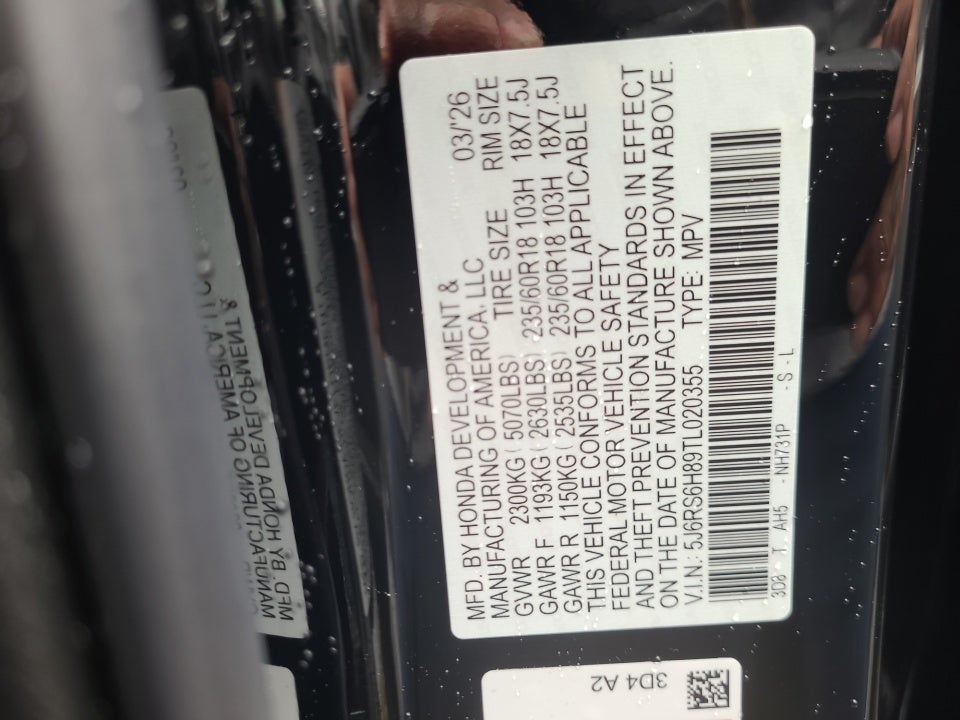 MFD. BY HONDA DEVELOPMENT & 03/'26
MANUFACTURING OF AMERICA, LLC
TIRE SIZE RIM SIZE
GVWR 2300KG ( 5070LBS)
GAWR F 1193KG ( 2630LBS) 235/60R18 103H 18X7.5J
GAWR R 1150KG ( 2535LBS) 235/60R18 103H 18X7.5J
THIS VEHICLE CONFORMS TO ALL APPLICABLE
FEDERAL MOTOR VEHICLE SAFETY
AND THEFT PREVENTION STANDARDS IN EFFECT
ON THE DATE OF MANUFACTURE SHOWN ABOVE.
V.I.N.: 5J6RS6H89TL020355 TYPE: MPV
3D8 - T AH5 -NH731P -S-L
3D4 A2
MFD. BY HONDA DEVELOPMENT &
MANUFACTURING OF AMERICA, LLC